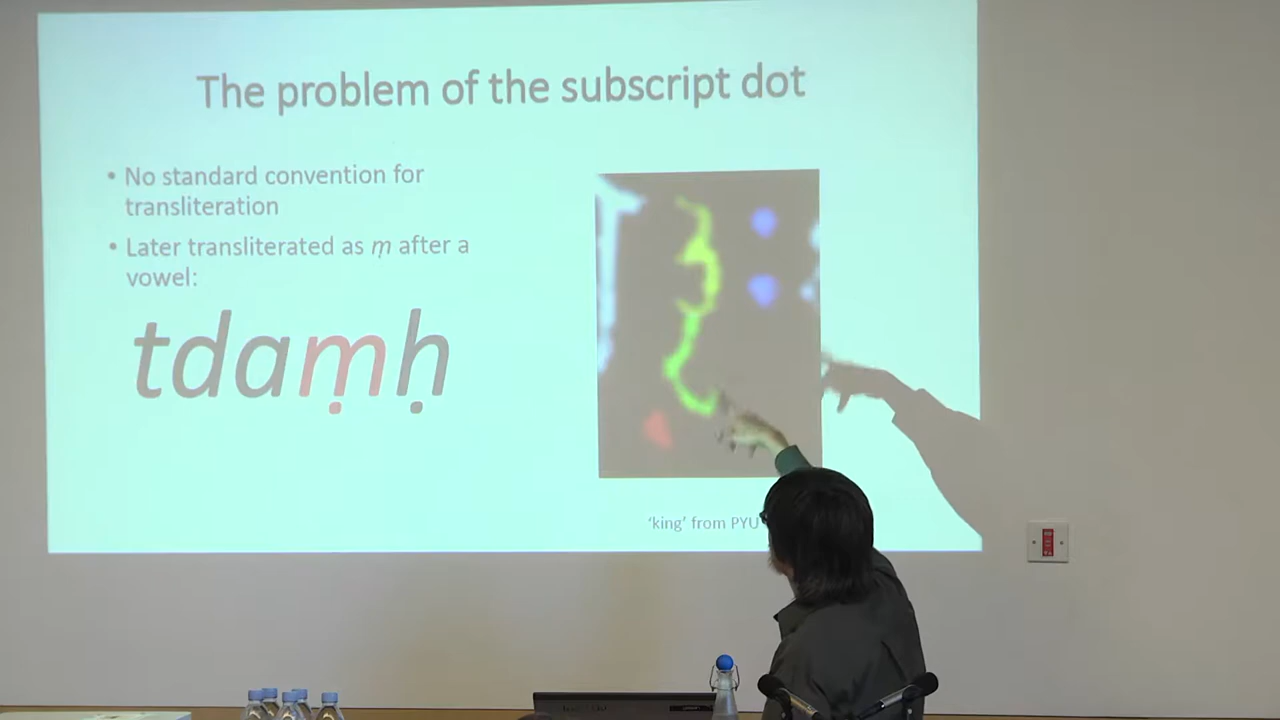 The problem of the subscript dot
• No standard convention for
transliteration
• Later transliterated as ṃ after a
vowel:
tdaṃḥ
‘king’ from PYU